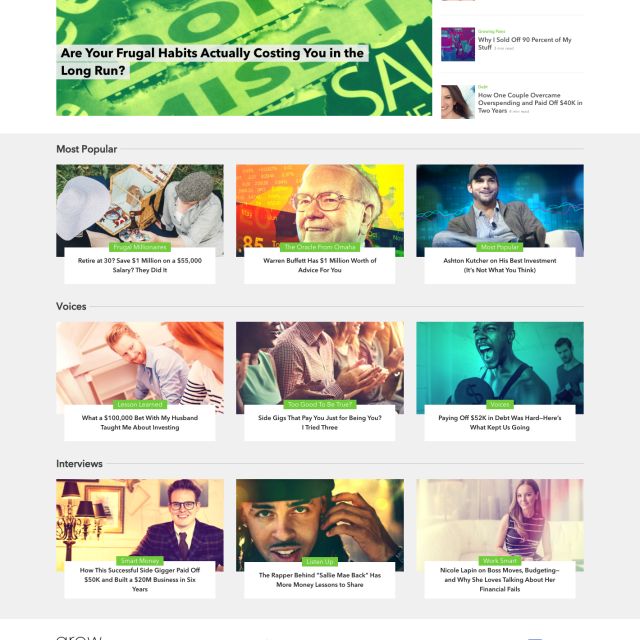 Are Your Frugal Habits Actually Costing You in the
Long Run?
SAL
Growing Pains
Why I Sold Off 90 Percent of My
Stuff 5 min read
Debt
How One Couple Overcame
Overspending and Paid Off $40K in
Two Years 4 min read
Most Popular
Frugal Millionaires
Retire at 30? Save $1 Million on a $55,000
Salary? They Did It
85
The Oracle From Omaha
Warren Buffett Has $1 Million Worth of
Advice For You
Most Popular
Ashton Kutcher on His Best Investment
(It's Not What You Think)
Voices
Lesson Learned
What a $100,000 Bet With My Husband
Taught Me About Investing
Too Good To Be True?
Side Gigs That Pay You Just for Being You?
I Tried Three
Voices
Paying Off $52K in Debt Was Hard—Here's
What Kept Us Going
Interviews
Smart Money
How This Successful Side Gigger Paid Off
$50K and Built a $20M Business in Six
Years
Listen Up
The Rapper Behind "Sallie Mae Back" Has
More Money Lessons to Share
Work Smart
Nicole Lapin on Boss Moves, Budgeting—
and Why She Loves Talking About Her
Financial Fails